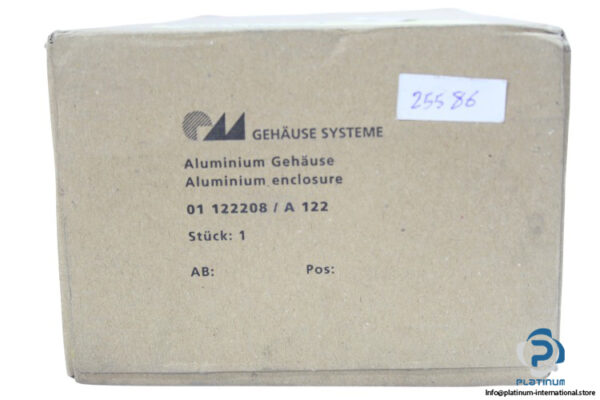 25586
GEHÄUSE SYSTEME
Aluminium Gehäuse
Aluminium enclosure
01 122208 / A 122
Stück: 1
AB: Pos:
PLATINUM
Info@platinum-international.store